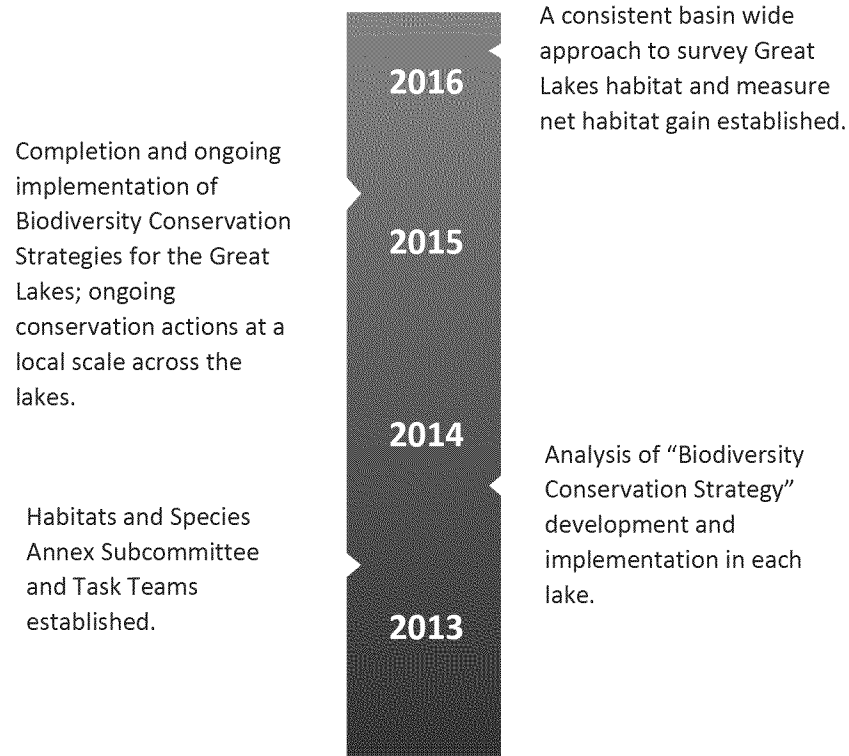 A consistent basin wide
approach to survey Great
Lakes habitat and measure
net habitat gain established.
2016
Completion and ongoing
implementation of
Biodiversity Conservation
Strategies for the Great
Lakes; ongoing
conservation actions at a
local scale across the
lakes.
2015
2014
Analysis of “Biodiversity
Conservation Strategy”
development and
implementation in each
lake.
Habitats and Species
Annex Subcommittee
and Task Teams
established.
2013